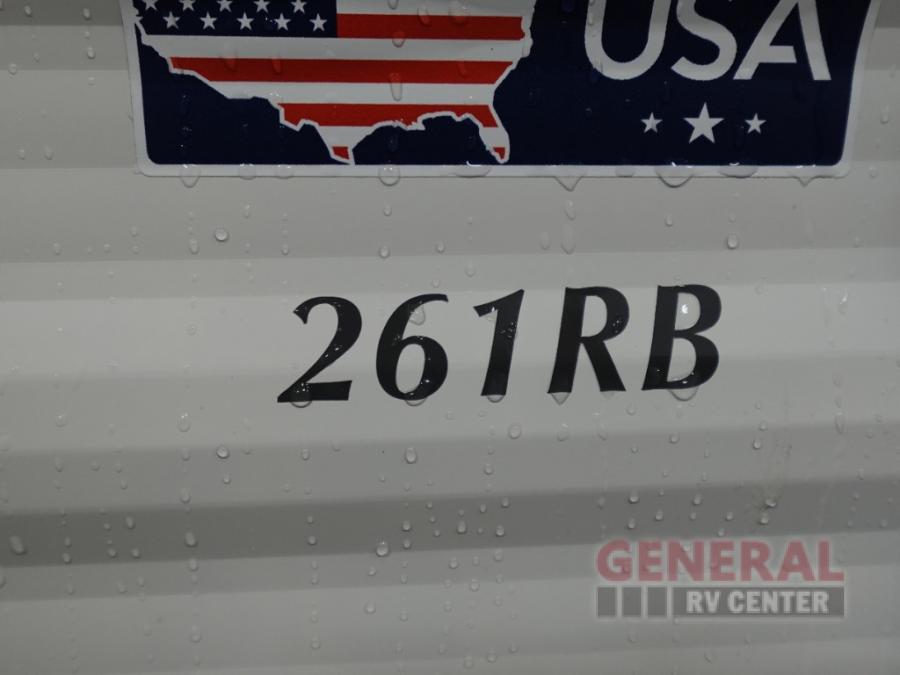 USA
261RB
GENERAL
RV CENTER